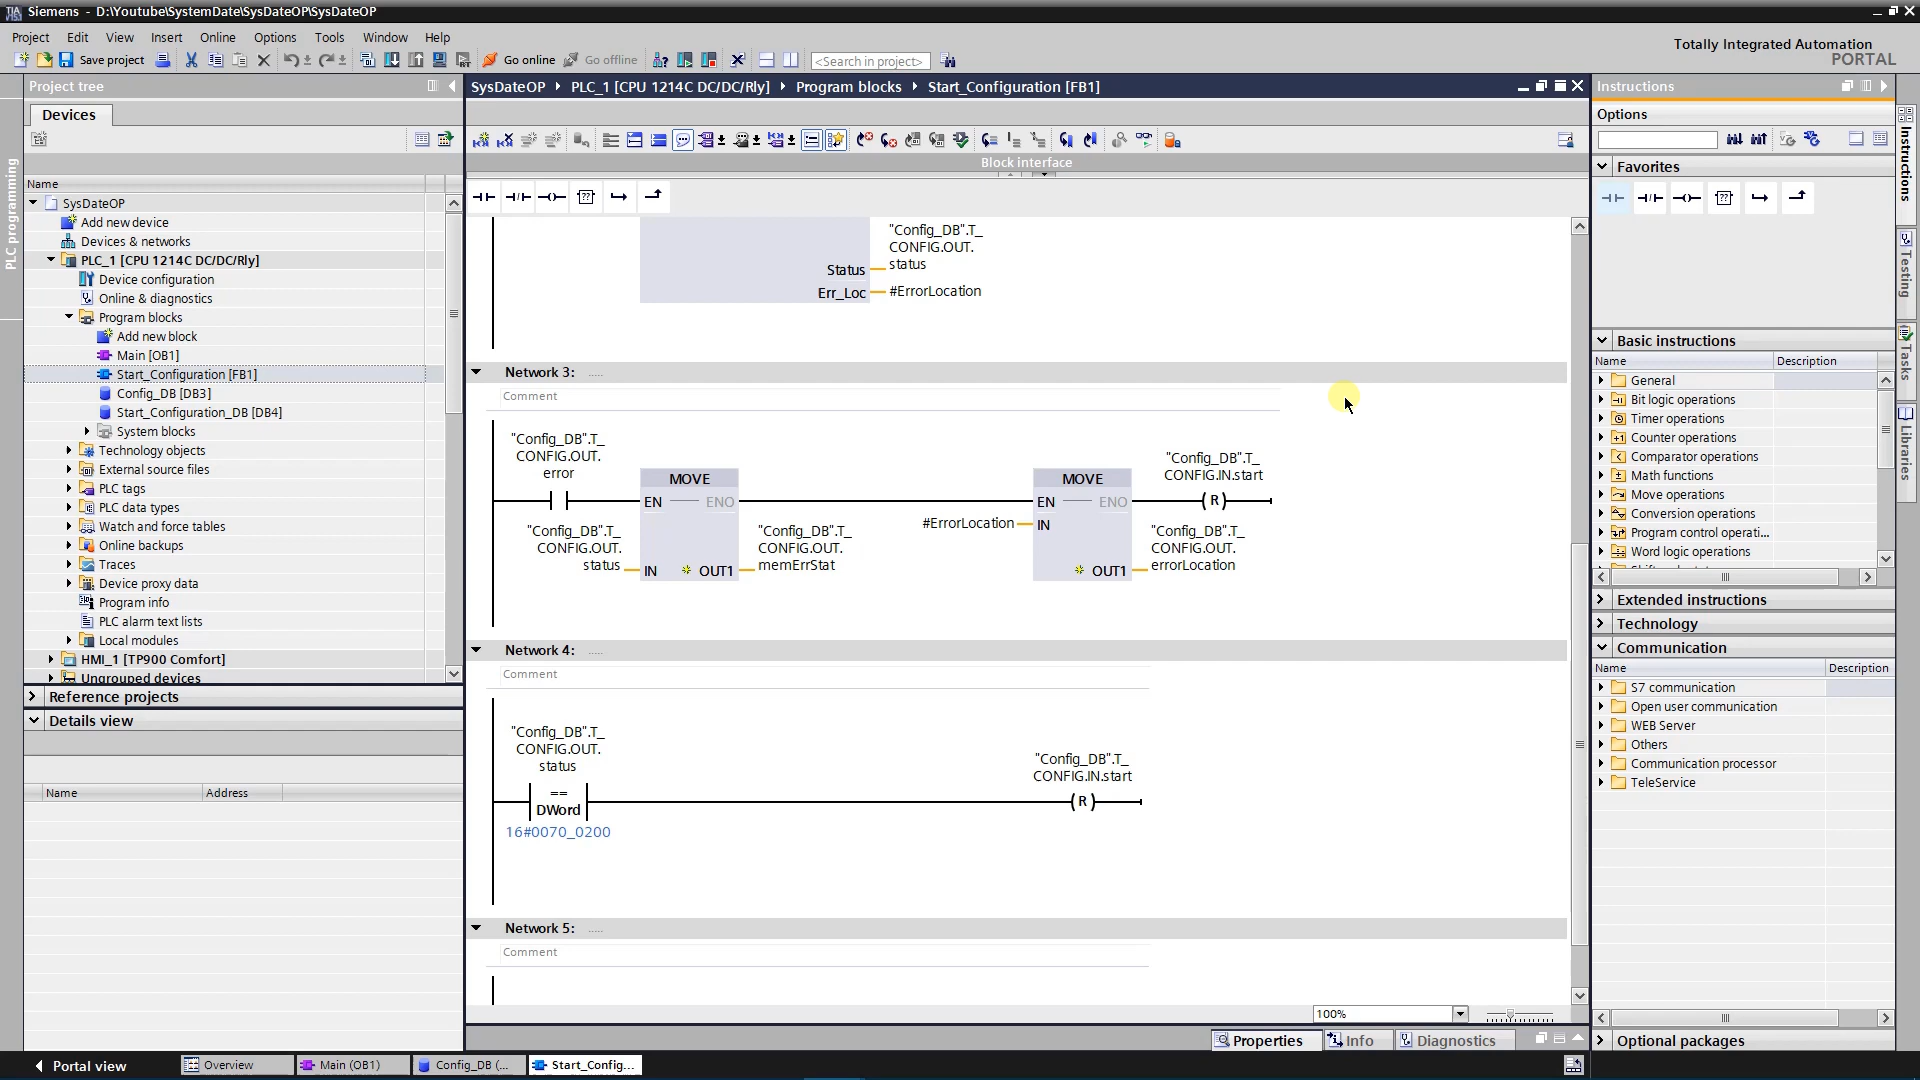 Siemens - D:\Youtube\SystemDate\SysDateOP\SysDateOP
Project Edit View Insert Online Options Tools Window Help
Totally Integrated Automation
PORTAL
Save project
Go online
Go offline
<Search in project>
Project tree
Devices
PLC programming
Name
SysDateOP
Add new device
Devices & networks
PLC_1 [CPU 1214C DC/DC/Rly]
Device configuration
Online & diagnostics
Program blocks
Add new block
Main [OB1]
Start_Configuration [FB1]
Config_DB [DB3]
Start_Configuration_DB [DB4]
System blocks
Technology objects
External source files
PLC tags
PLC data types
Watch and force tables
Online backups
Traces
Device proxy data
Program info
PLC alarm text lists
Local modules
HMI_1 [TP900 Comfort]
Ungrouped devices
Reference projects
Details view
Name Address
SysDateOP PLC_1 [CPU 1214C DC/DC/Rly] Program blocks Start_Configuration [FB1]
Block interface
"Config_DB".T_
CONFIG.OUT.
status
Status
Err_Loc
#ErrorLocation
Network 3: .....
Comment
"Config_DB".T_
CONFIG.OUT.
error
MOVE
EN ENO
"Config_DB".T_
CONFIG.OUT.
status
IN OUT1
"Config_DB".T_
CONFIG.OUT.
memErrStat
MOVE
EN ENO
#ErrorLocation
IN
OUT1
"Config_DB".T_
CONFIG.OUT.
errorLocation
"Config_DB".T_
CONFIG.IN.start
R
Network 4: .....
Comment
"Config_DB".T_
CONFIG.OUT.
status
==
DWord
16#0070_0200
"Config_DB".T_
CONFIG.IN.start
R
Network 5: .....
Comment
100%
Properties Info Diagnostics
Instructions
Options
Favorites
Basic instructions
Name Description
General
Bit logic operations
Timer operations
Counter operations
Comparator operations
Math functions
Move operations
Conversion operations
Program control operati...
Word logic operations
Extended instructions
Technology
Communication
Name Description
S7 communication
Open user communication
WEB Server
Others
Communication processor
TeleService
Optional packages
Instructions
Testing
Tasks
Libraries
Portal view
Overview
Main (OB1)
Config_DB (...
Start_Config...